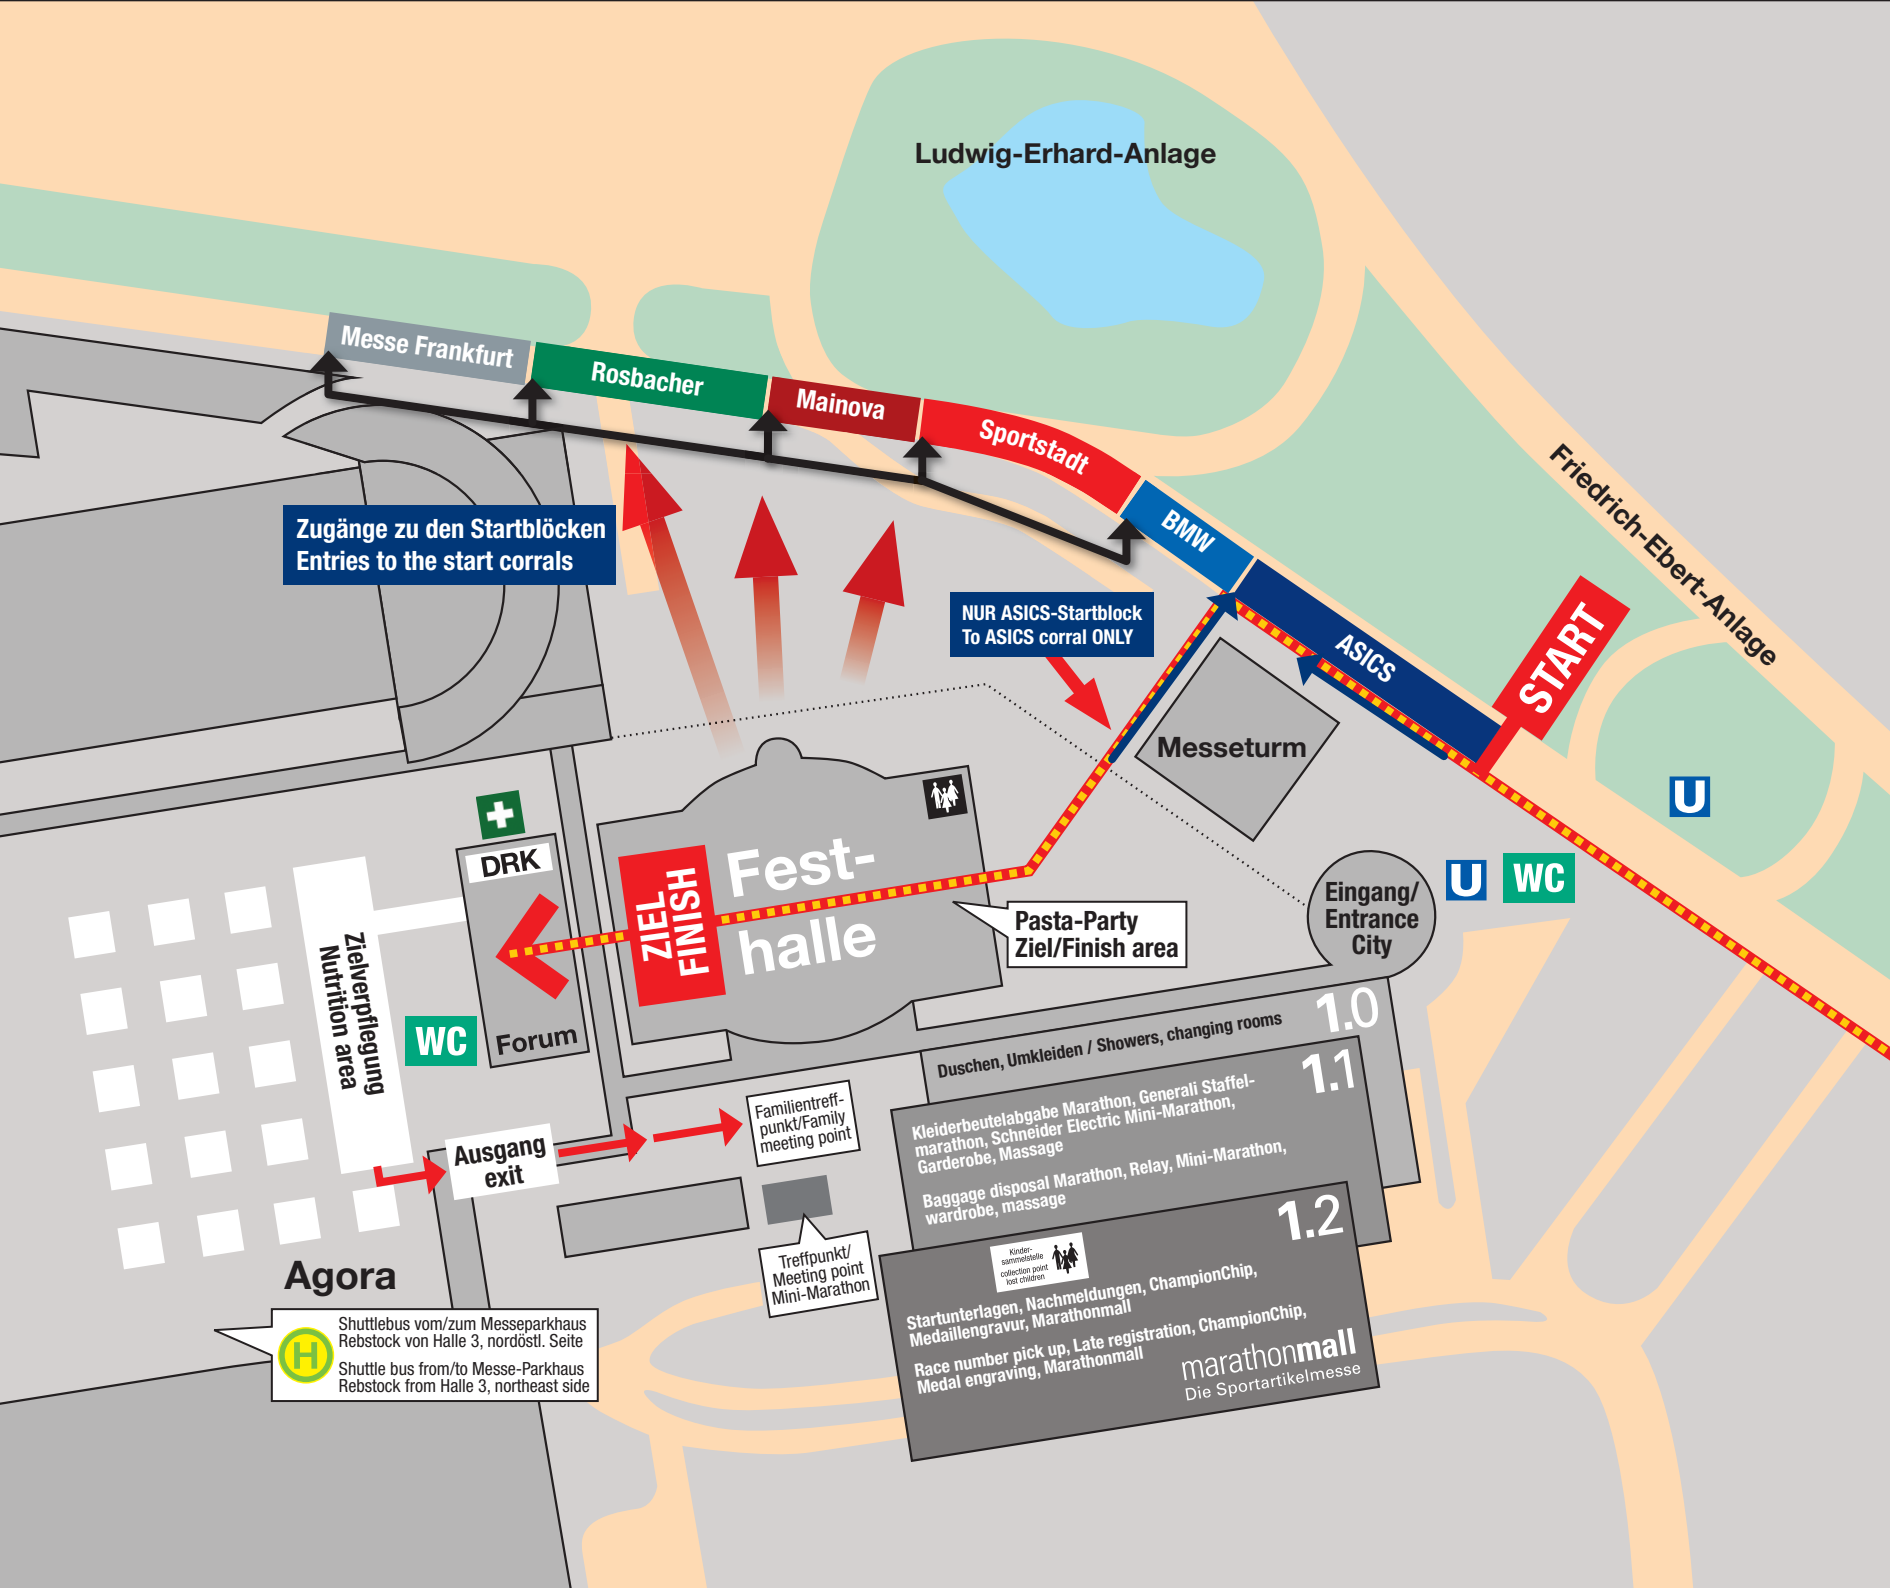 Ludwig-Erhard-Anlage
Messe Frankfurt
Rosbacher
Mainova
Sportstadt
BMW
ASICS
START
Friedrich-Ebert-Anlage
Zugänge zu den Startblöcken
Entries to the start corrals
NUR ASICS-Startblock
To ASICS corral ONLY
Messeturm
U
U
WC
Eingang/
Entrance
City
DRK
ZIEL
FINISH
Fest-
halle
Pasta-Party
Ziel/Finish area
Zielverpflegung
Nutrition area
WC
Forum
Ausgang
exit
Familientreff-
punkt/Family
meeting point
Treffpunkt/
Meeting point
Mini-Marathon
1.0
Duschen, Umkleiden / Showers, changing rooms
1.1
Kleiderbeutelabgabe Marathon, Generali Staffel-
marathon, Schneider Electric Mini-Marathon,
Garderobe, Massage
Baggage disposal Marathon, Relay, Mini-Marathon,
wardrobe, massage
1.2
Kinder-
sammelstelle
collection point
lost children
Startunterlagen, Nachmeldungen, ChampionChip,
Medaillengravur, Marathonmall
Race number pick up, Late registration, ChampionChip,
Medal engraving, Marathonmall
marathonmall
Die Sportartikelmesse
Agora
H
Shuttlebus vom/zum Messeparkhaus
Rebstock von Halle 3, nordöstl. Seite
Shuttle bus from/to Messe-Parkhaus
Rebstock from Halle 3, northeast side